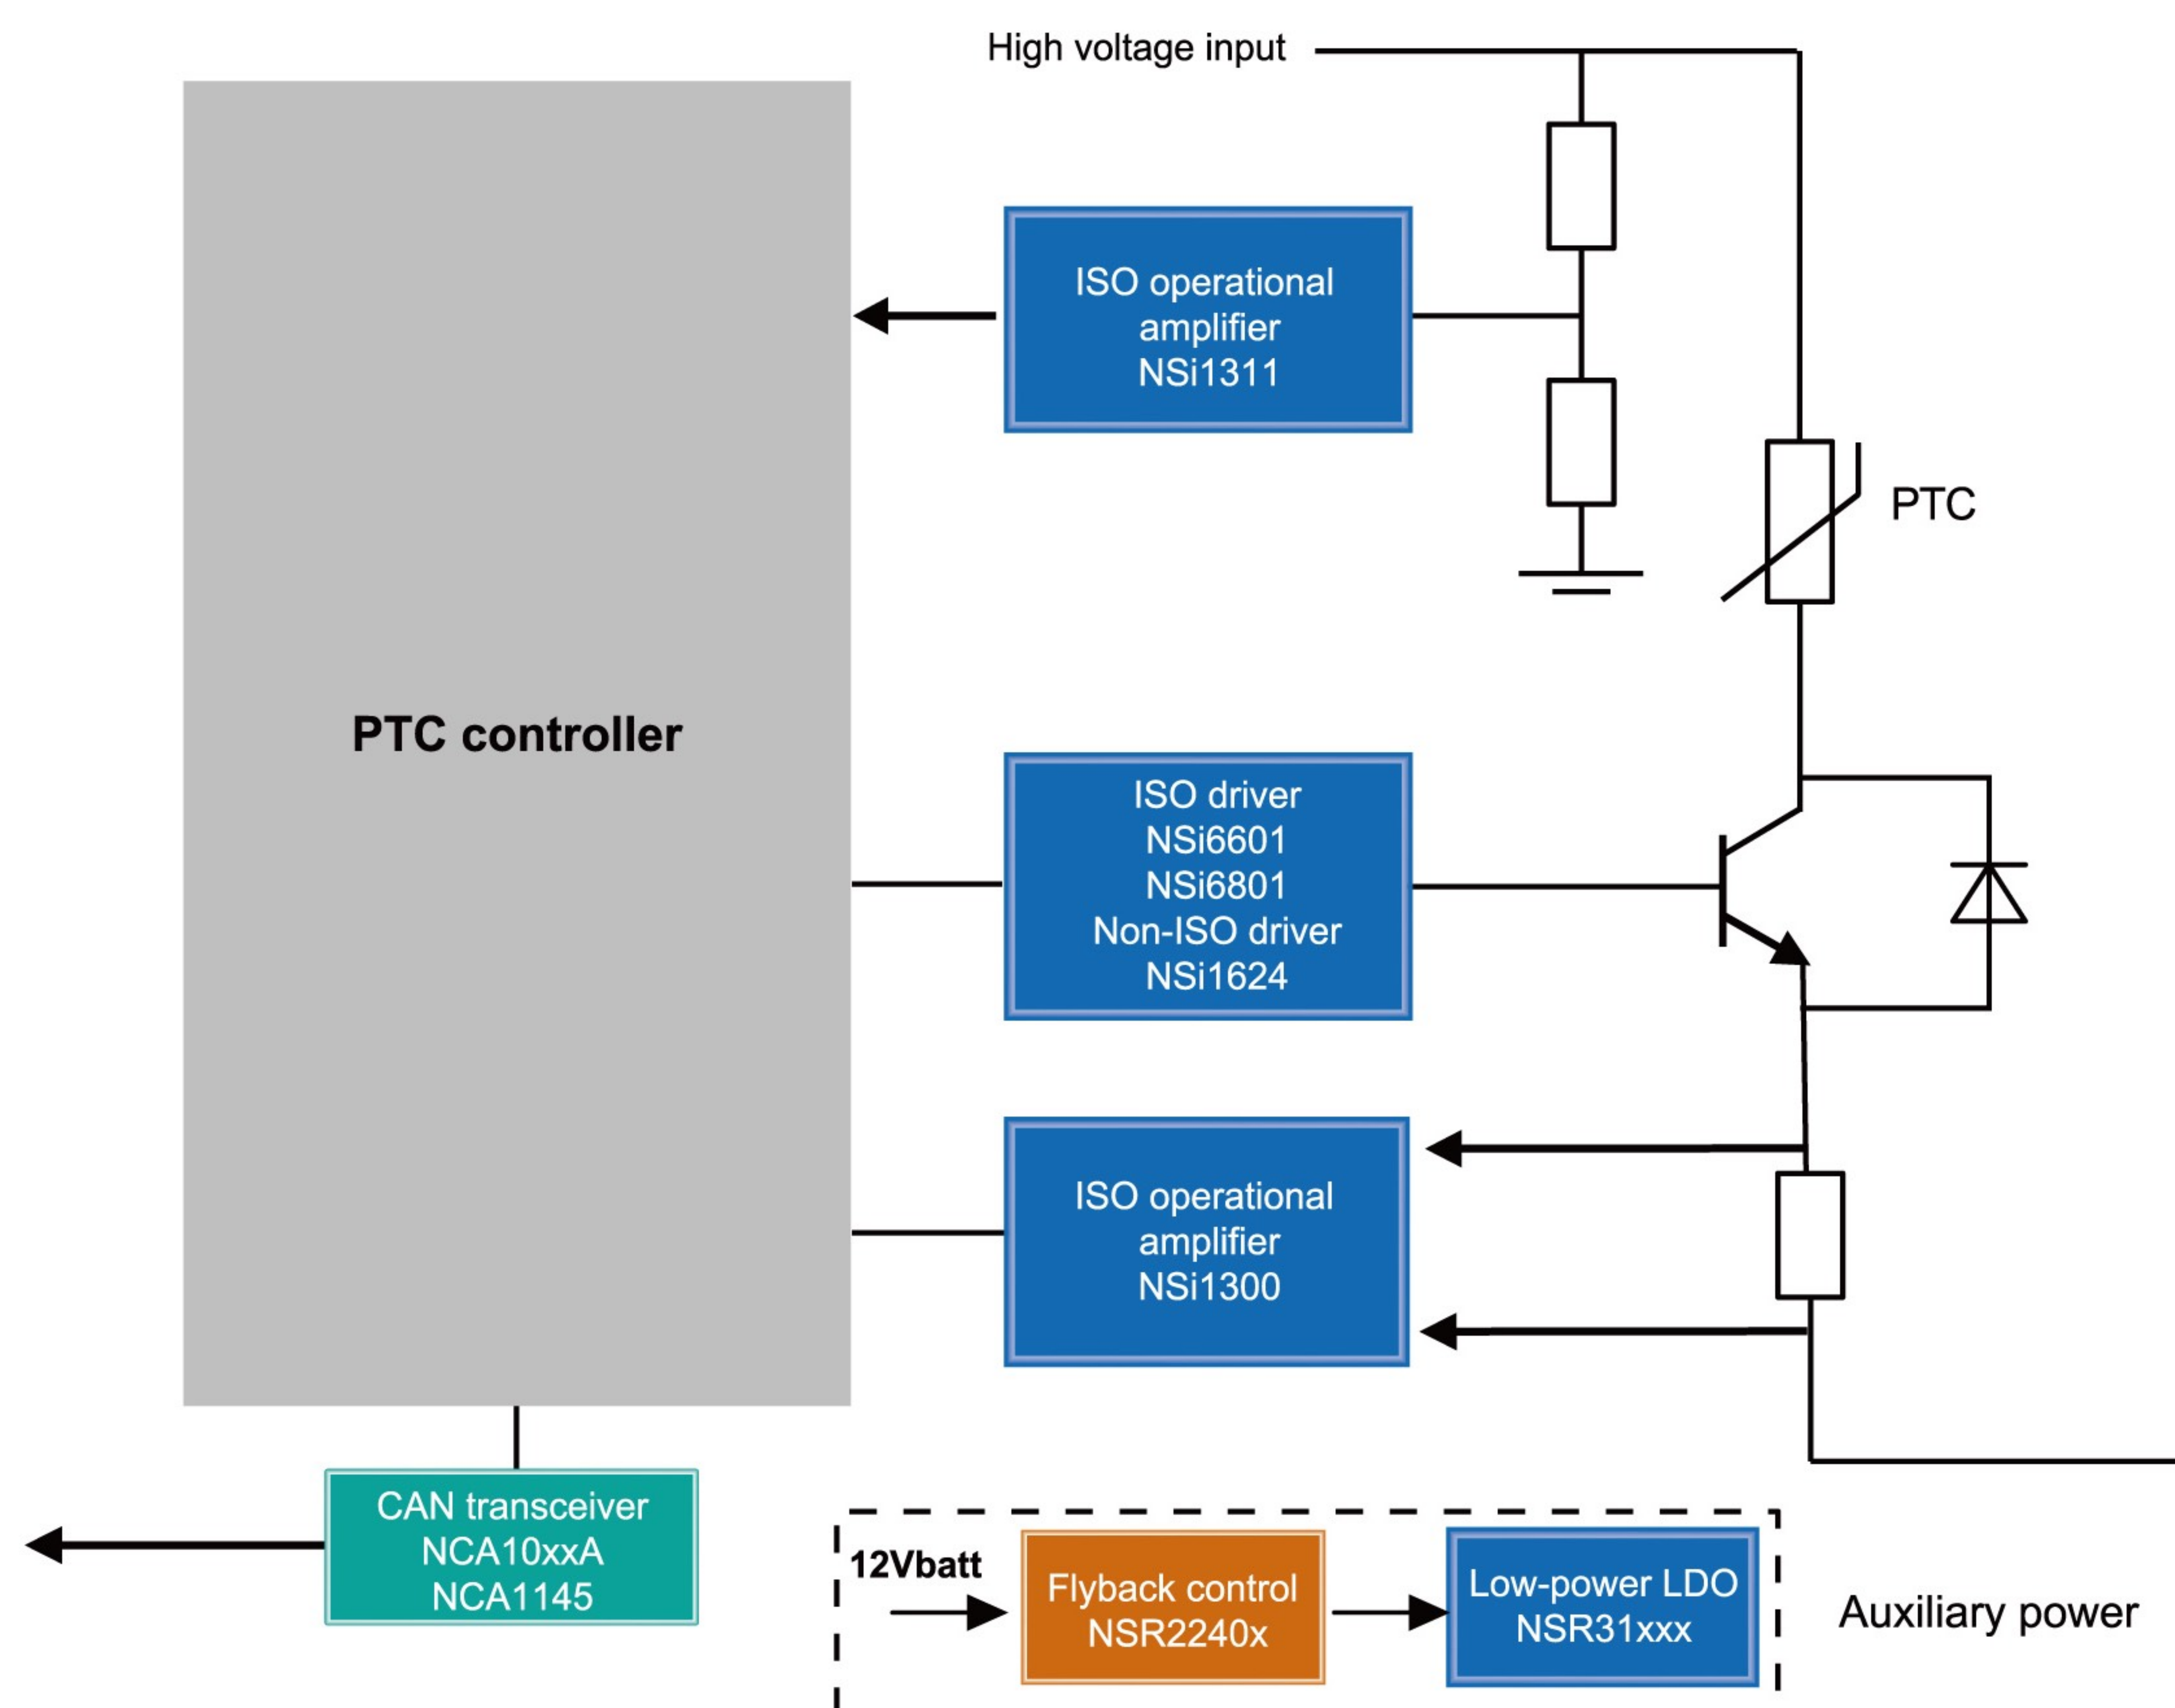 High voltage input
ISO operational
amplifier
NSi1311
PTC
PTC controller
ISO driver
NSi6601
NSi6801
Non-ISO driver
NSi1624
ISO operational
amplifier
NSi1300
CAN transceiver
NCA10xxA
NCA1145
12Vbatt
Flyback control
NSR2240x
Low-power LDO
NSR31xxx
Auxiliary power